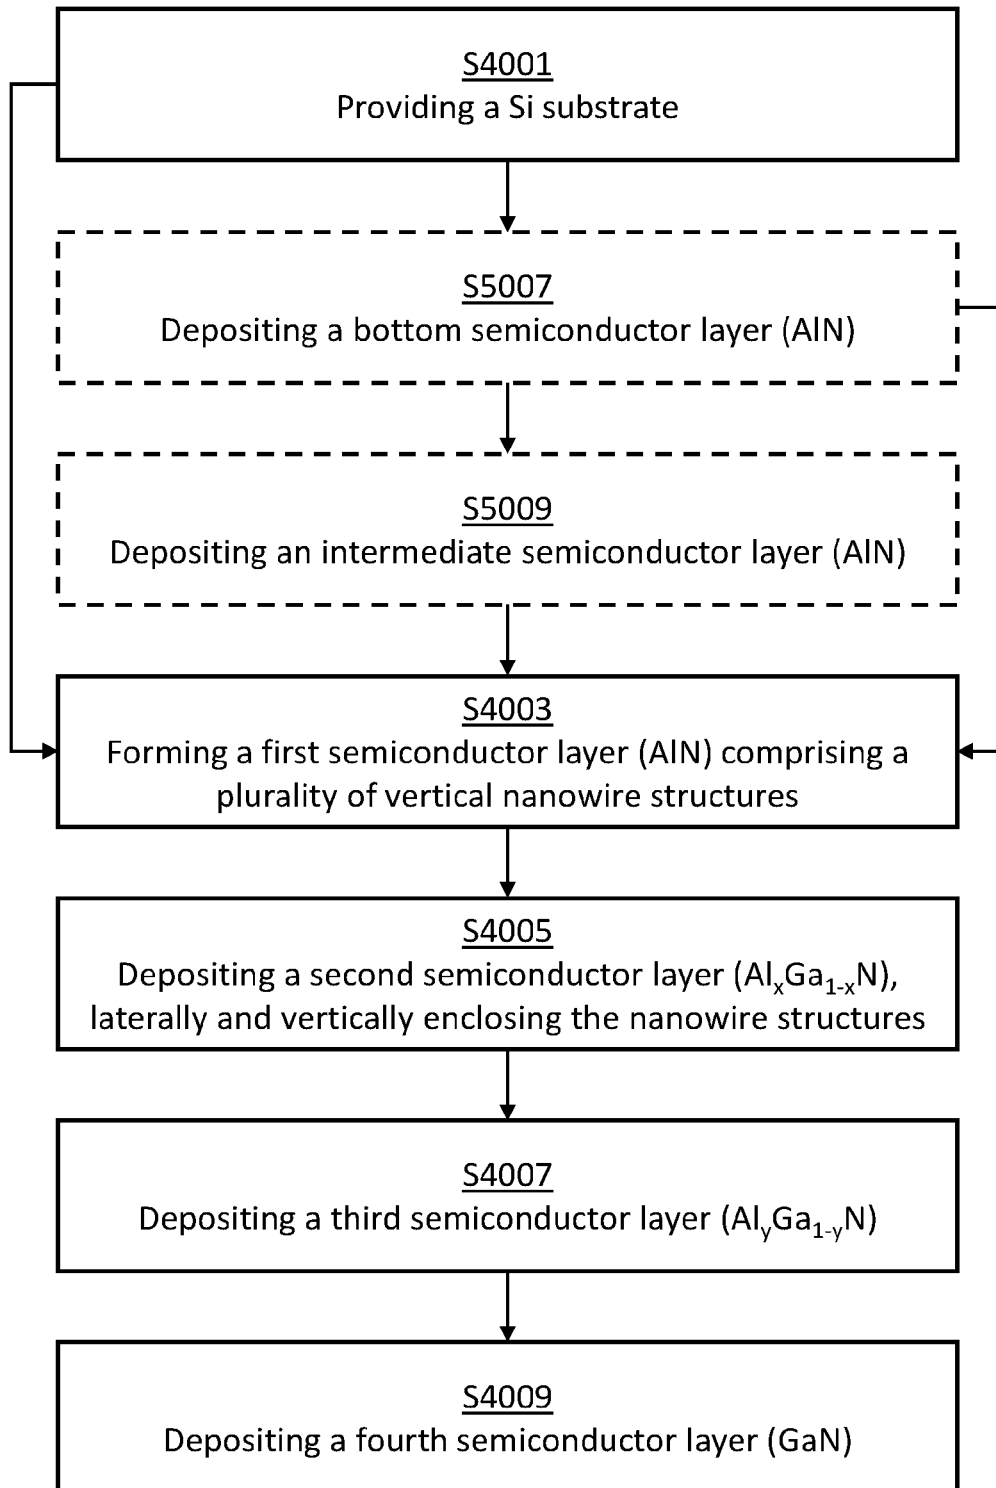 S4001
Providing a Si substrate
S5007
Depositing a bottom semiconductor layer (AlN)
S5009
Depositing an intermediate semiconductor layer (AlN)
S4003
Forming a first semiconductor layer (AlN) comprising a
plurality of vertical nanowire structures
S4005
Depositing a second semiconductor layer (AlₓGa₁₋ₓN),
laterally and vertically enclosing the nanowire structures
S4007
Depositing a third semiconductor layer (Al_yGa_{1-y}N)
S4009
Depositing a fourth semiconductor layer (GaN)